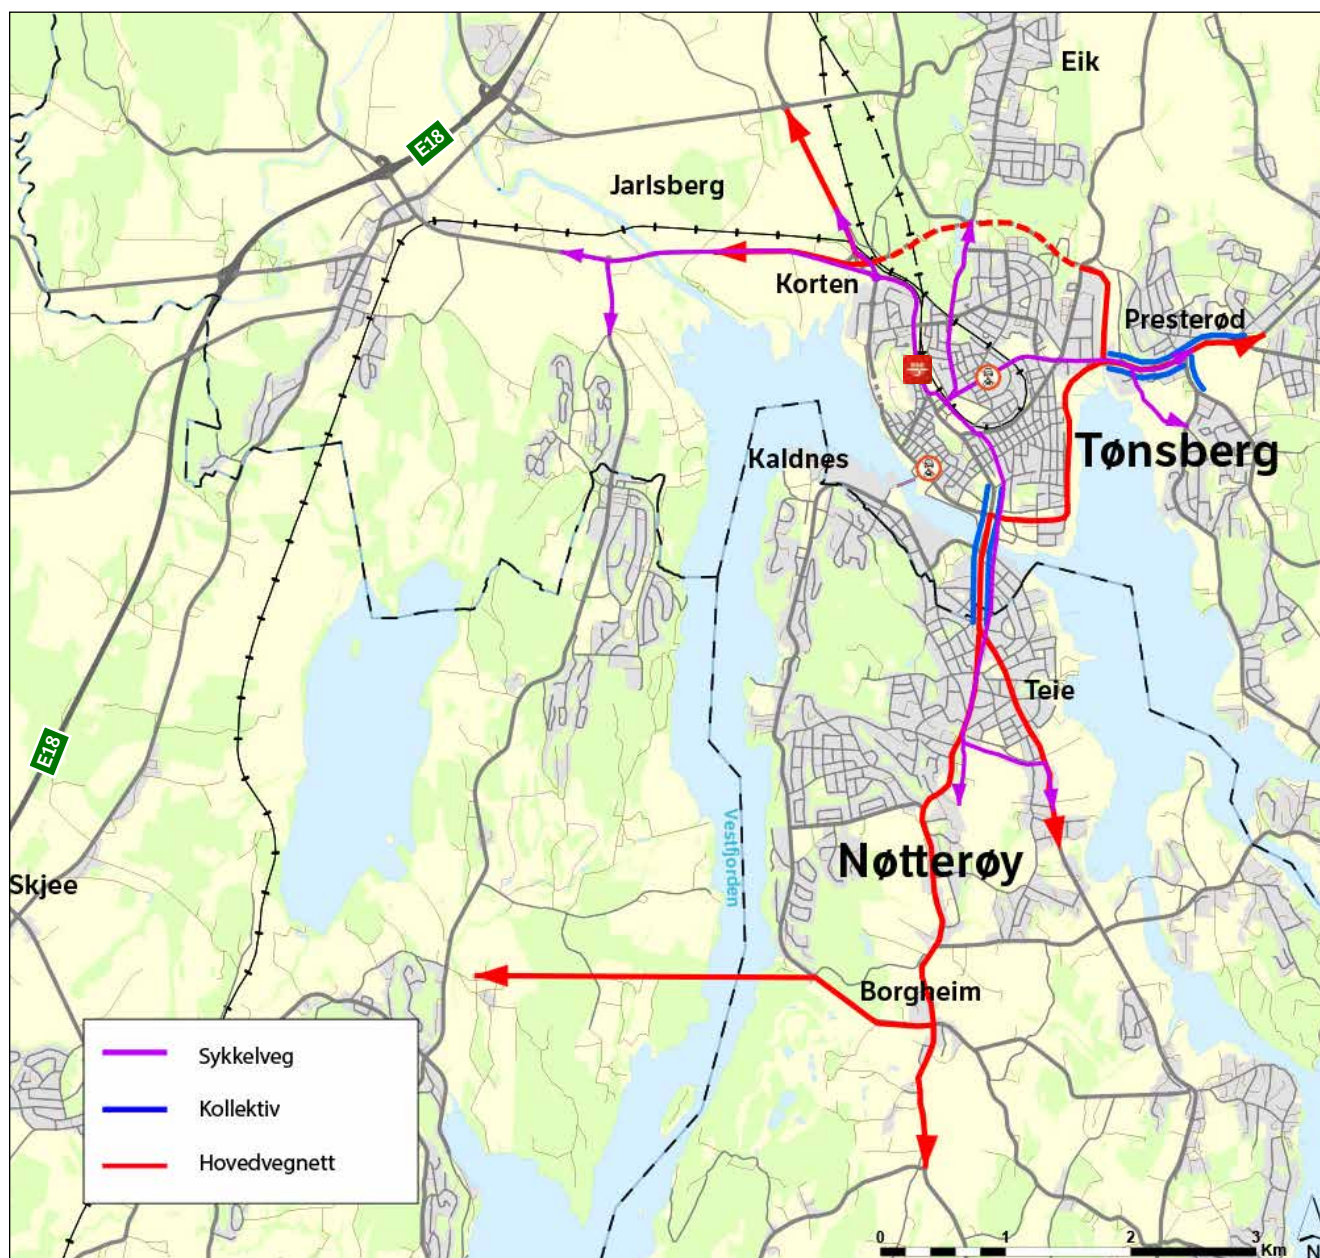 Eik
E18
Jarlsberg
Korten
Presterød
Tønsberg
Kaldnes
Teie
E18
Vestfjorden
Nøtterøy
Skjee
Borgheim
Sykkelveg
Kollektiv
Hovedvegnett
0 1 2 3
Km
N